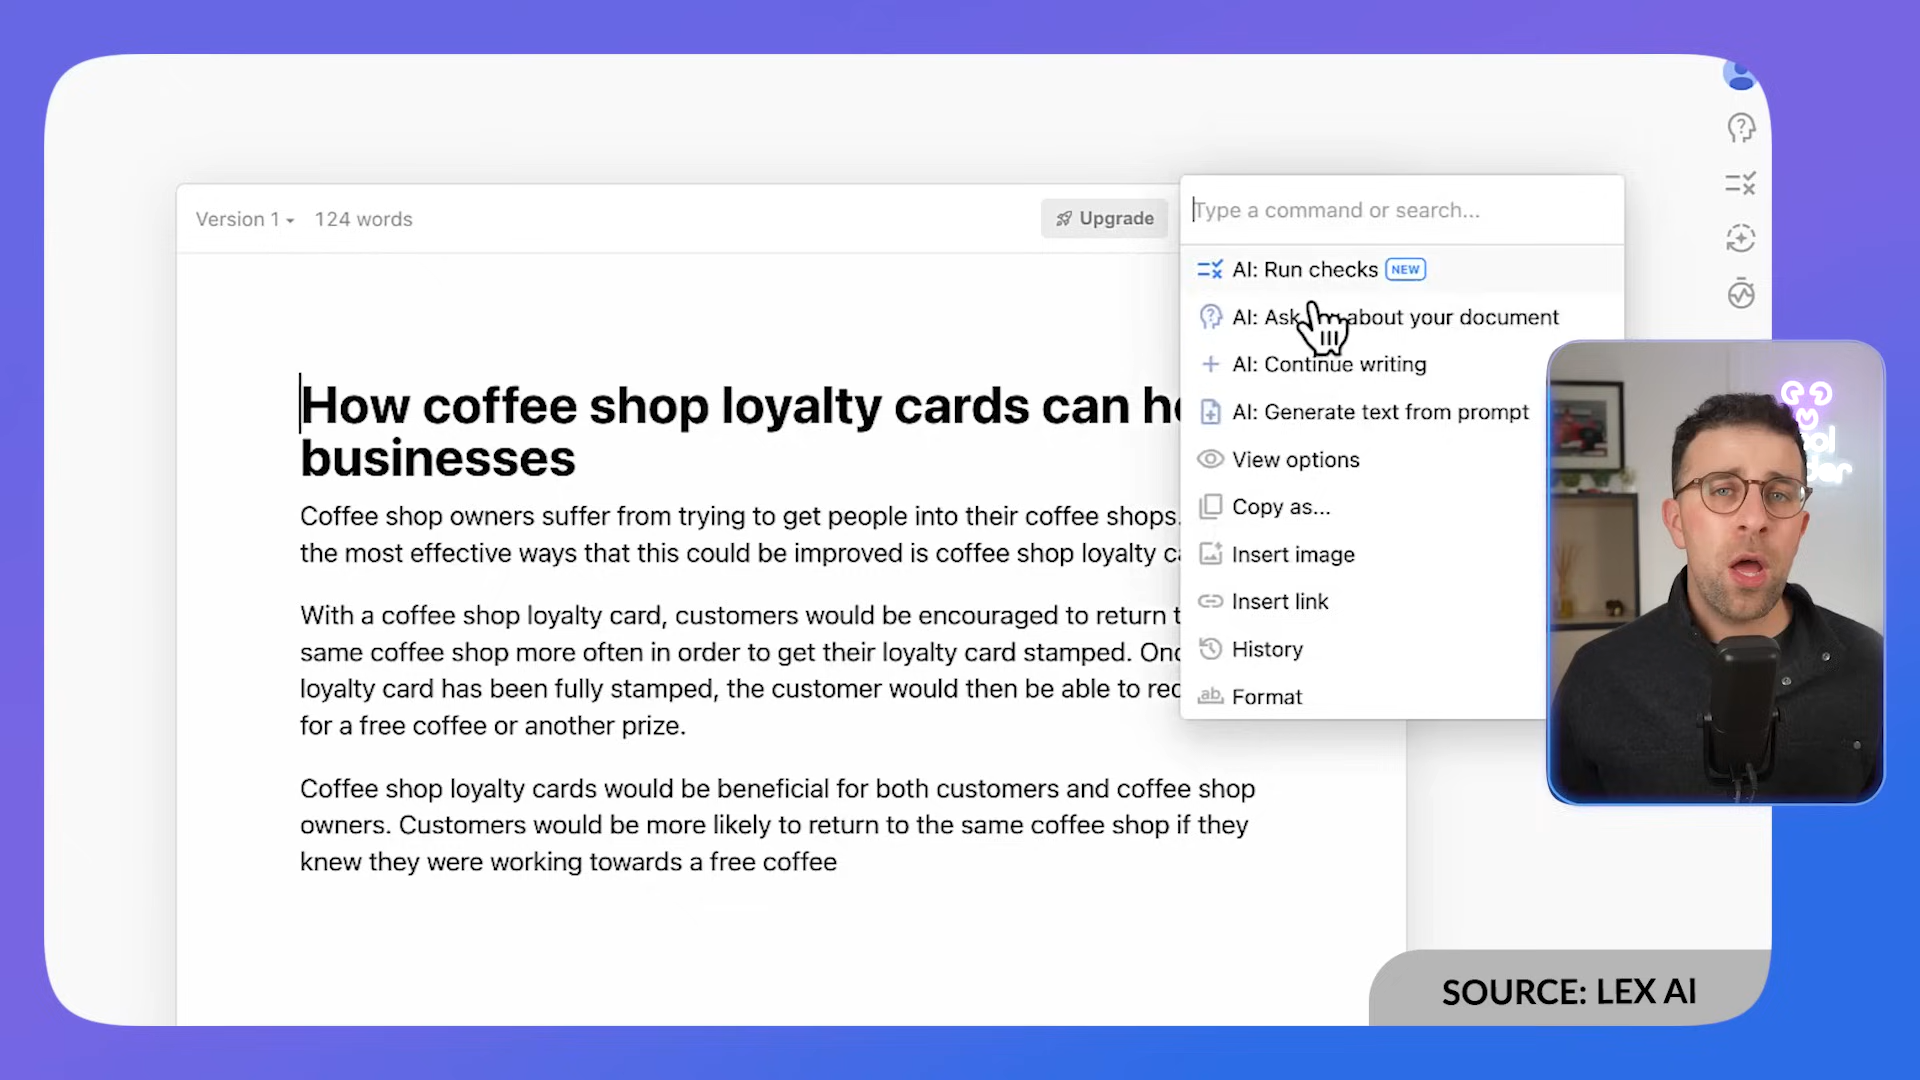 Version 1
124 words
Upgrade
Type a command or search...
AI: Run checks NEW
AI: Ask about your document
AI: Continue writing
AI: Generate text from prompt
View options
Copy as...
Insert image
Insert link
History
Format
How coffee shop loyalty cards can
businesses
Coffee shop owners suffer from trying to get people into their coffee shops.
the most effective ways that this could be improved is coffee shop loyalty
With a coffee shop loyalty card, customers would be encouraged to return
same coffee shop more often in order to get their loyalty card stamped.
loyalty card has been fully stamped, the customer would then be able to
for a free coffee or another prize.
Coffee shop loyalty cards would be beneficial for both customers and coffee shop
owners. Customers would be more likely to return to the same coffee shop if they
knew they were working towards a free coffee
SOURCE: LEX AI